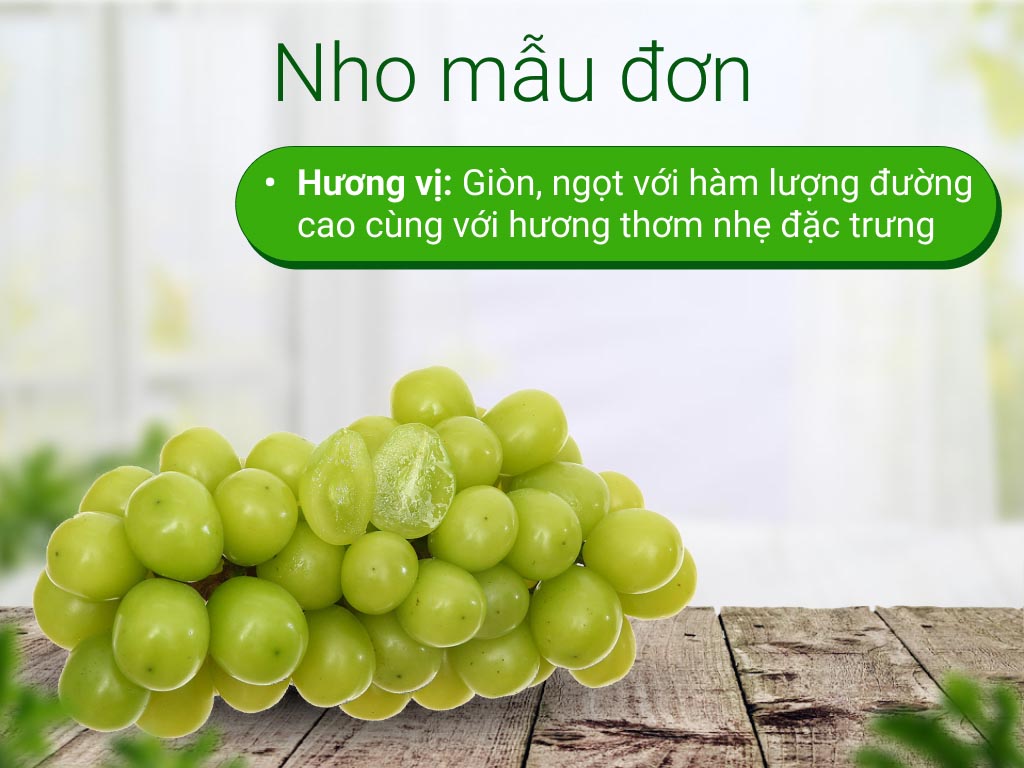 Nho mẫu đơn
• Hương vị: Giòn, ngọt với hàm lượng đường
cao cùng với hương thơm nhẹ đặc trưng